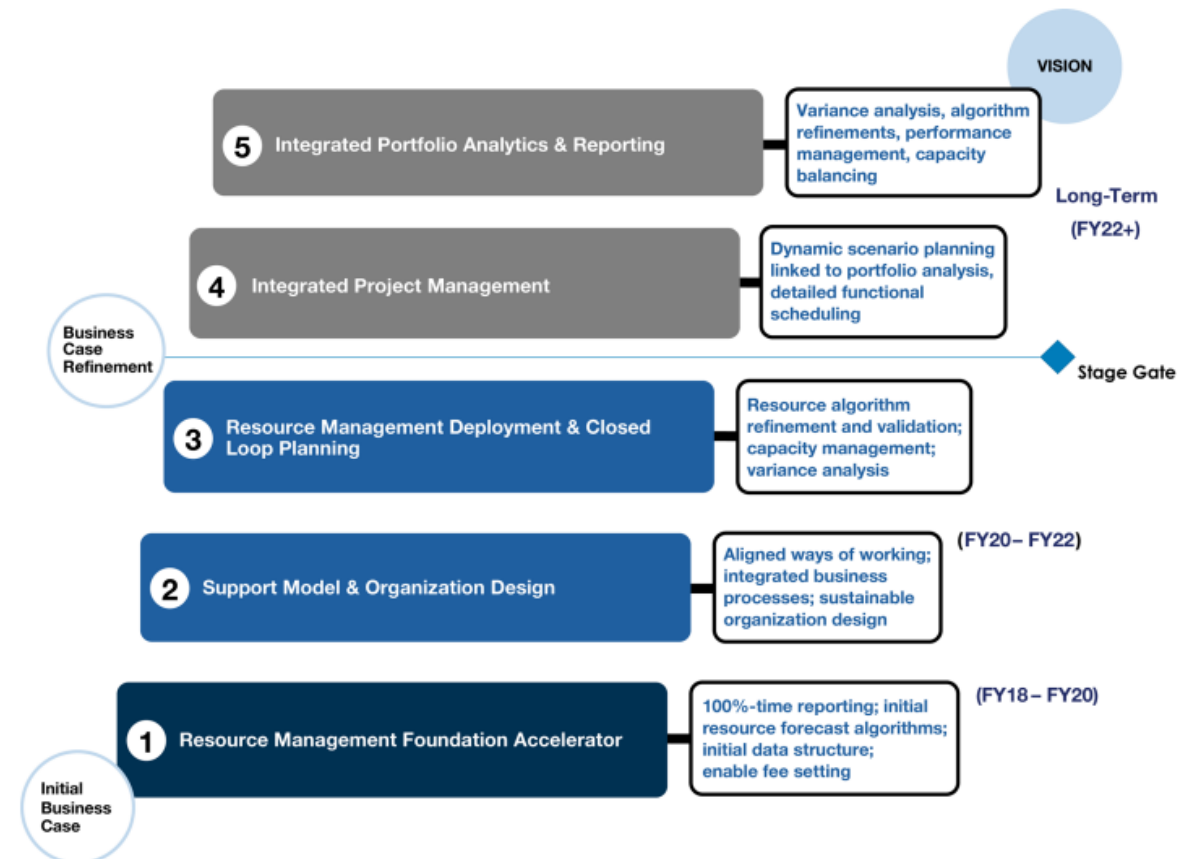 VISION
5
Integrated Portfolio Analytics & Reporting
Variance analysis, algorithm
refinements, performance
management, capacity
balancing
Long-Term
(FY22+)
4
Integrated Project Management
Dynamic scenario planning
linked to portfolio analysis,
detailed functional
scheduling
Business
Case
Refinement
Stage Gate
3
Resource Management Deployment & Closed
Loop Planning
Resource algorithm
refinement and validation;
capacity management;
variance analysis
(FY20– FY22)
2
Support Model & Organization Design
Aligned ways of working;
integrated business
processes; sustainable
organization design
(FY18 – FY20)
1
Resource Management Foundation Accelerator
100%-time reporting; initial
resource forecast algorithms;
initial data structure;
enable fee setting
Initial
Business
Case